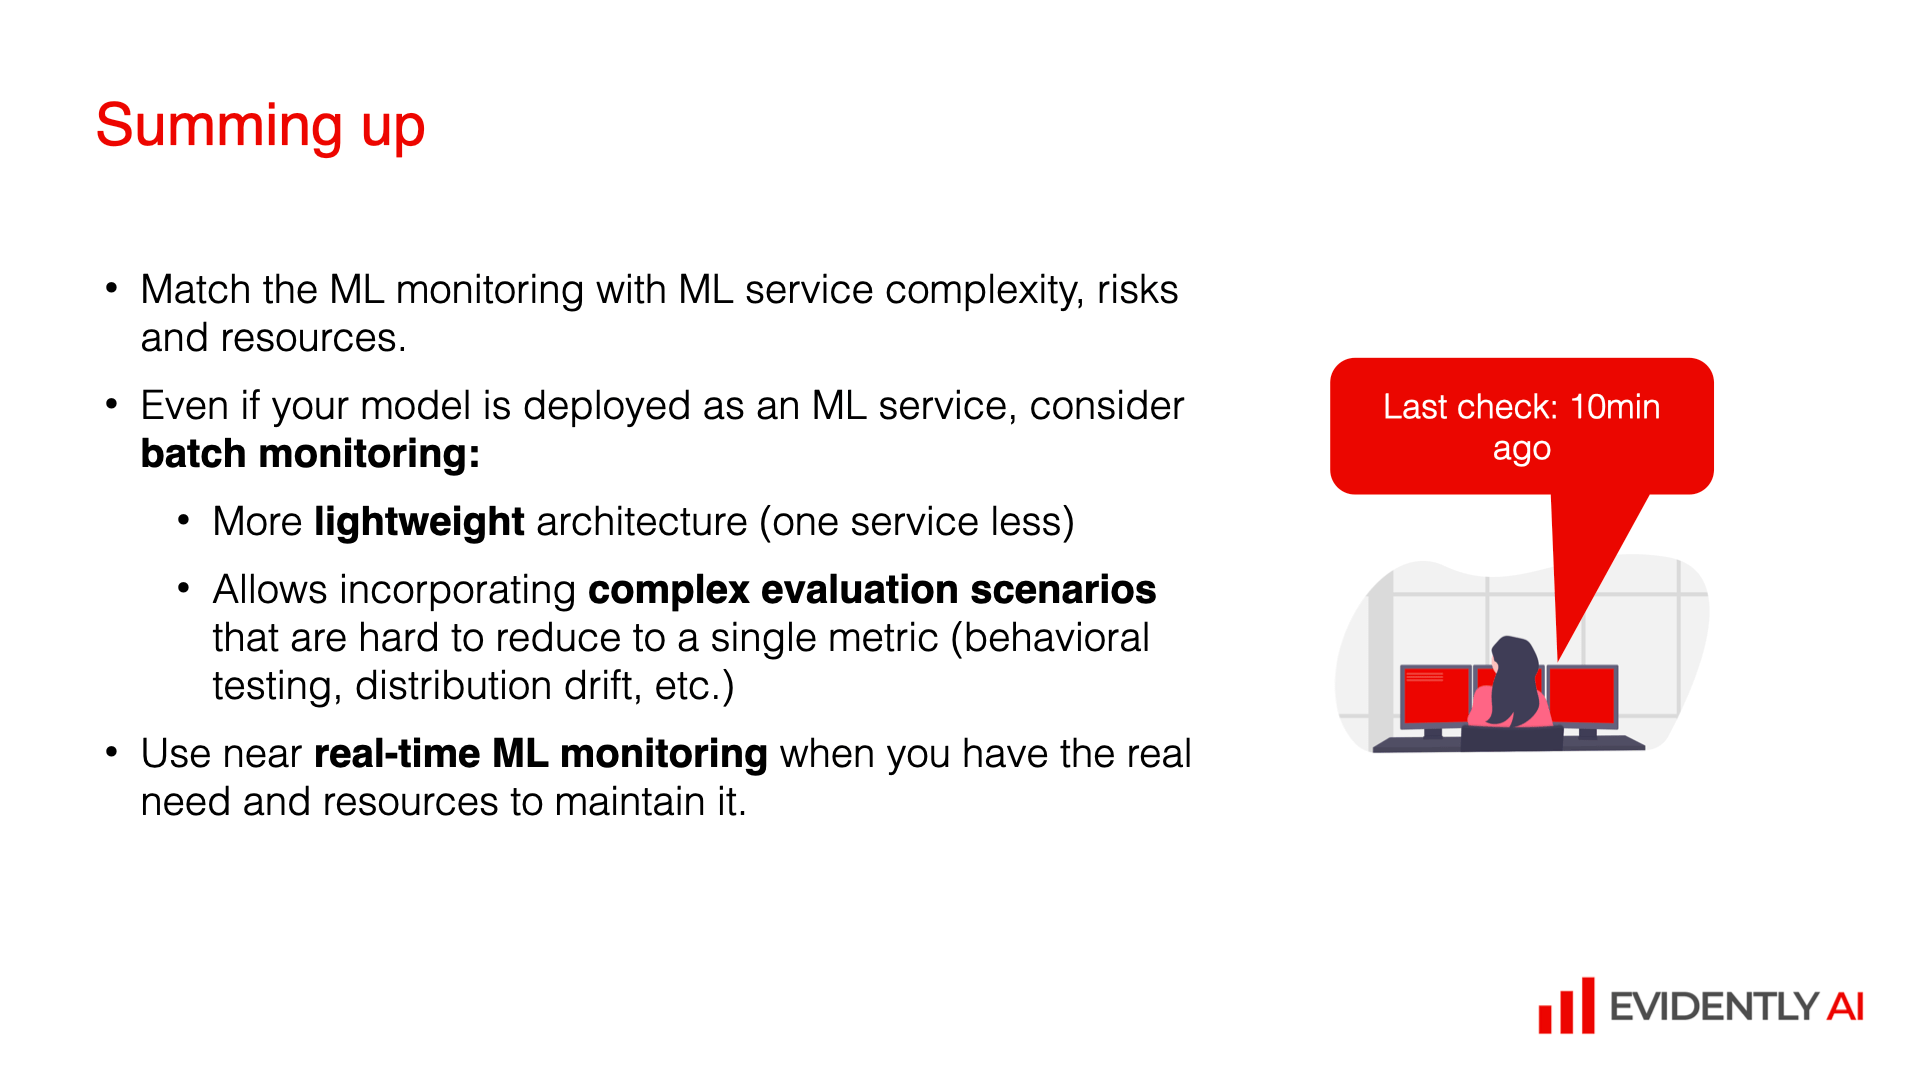 Summing up
• Match the ML monitoring with ML service complexity, risks
and resources.
• Even if your model is deployed as an ML service, consider
batch monitoring:
• More lightweight architecture (one service less)
• Allows incorporating complex evaluation scenarios
that are hard to reduce to a single metric (behavioral
testing, distribution drift, etc.)
• Use near real-time ML monitoring when you have the real
need and resources to maintain it.
Last check: 10min
ago
EVIDENTLY AI